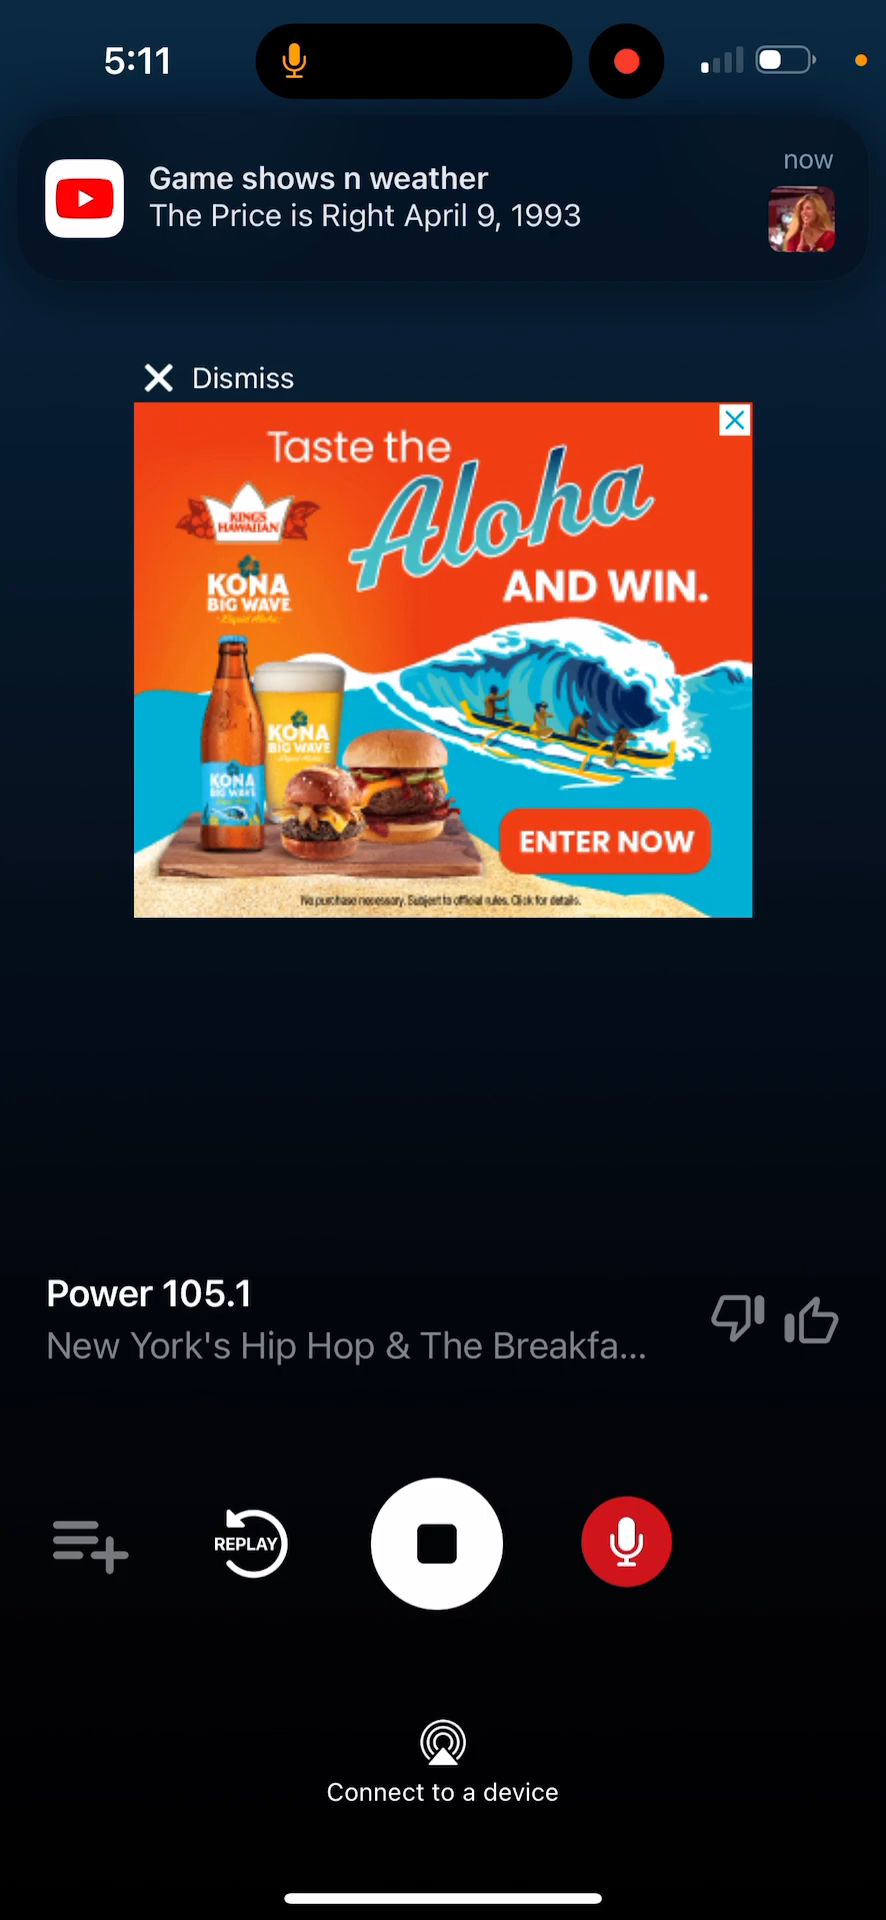 5:11
Game shows n weather
now
The Price is Right April 9, 1993
Dismiss
Taste the
Aloha
AND WIN.
KING'S
HAWAIIAN
KONA
BIG WAVE
Liquid Aloha
KONA
BIG WAVE
KONA
BIG WAVE
ENTER NOW
No purchase necessary. Subject to official rules. Click for details.
Power 105.1
New York's Hip Hop & The Breakfa...
REPLAY
Connect to a device